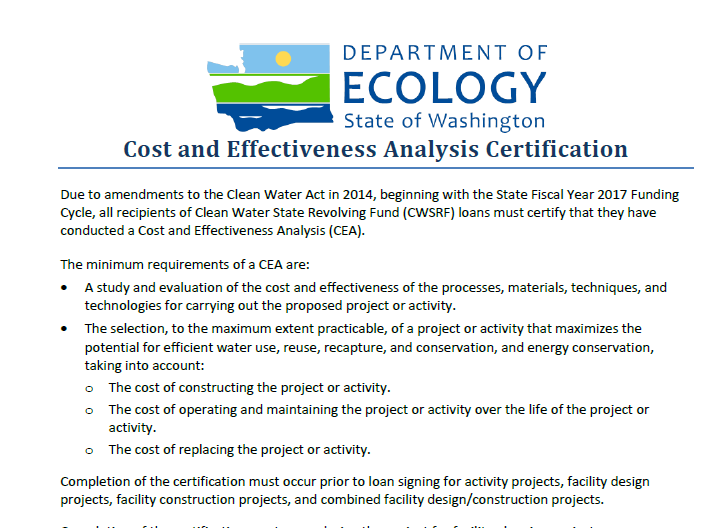 DEPARTMENT OF
ECOLOGY
State of Washington
Cost and Effectiveness Analysis Certification
Due to amendments to the Clean Water Act in 2014, beginning with the State Fiscal Year 2017 Funding
Cycle, all recipients of Clean Water State Revolving Fund (CWSRF) loans must certify that they have
conducted a Cost and Effectiveness Analysis (CEA).
The minimum requirements of a CEA are:
• A study and evaluation of the cost and effectiveness of the processes, materials, techniques, and
technologies for carrying out the proposed project or activity.
• The selection, to the maximum extent practicable, of a project or activity that maximizes the
potential for efficient water use, reuse, recapture, and conservation, and energy conservation,
taking into account:
o The cost of constructing the project or activity.
o The cost of operating and maintaining the project or activity over the life of the project or
activity.
o The cost of replacing the project or activity.
Completion of the certification must occur prior to loan signing for activity projects, facility design
projects, facility construction projects, and combined facility design/construction projects.